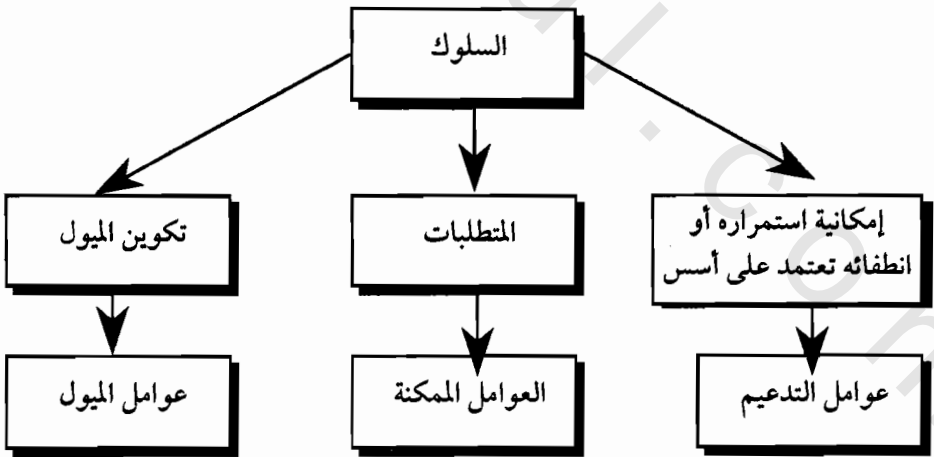 السلوك
إمكانية استمراره أو
انطفائه تعتمد على أسس
المتطلبات
تكوين الميول
عوامل التدعيم
العوامل الممكنة
عوامل الميول